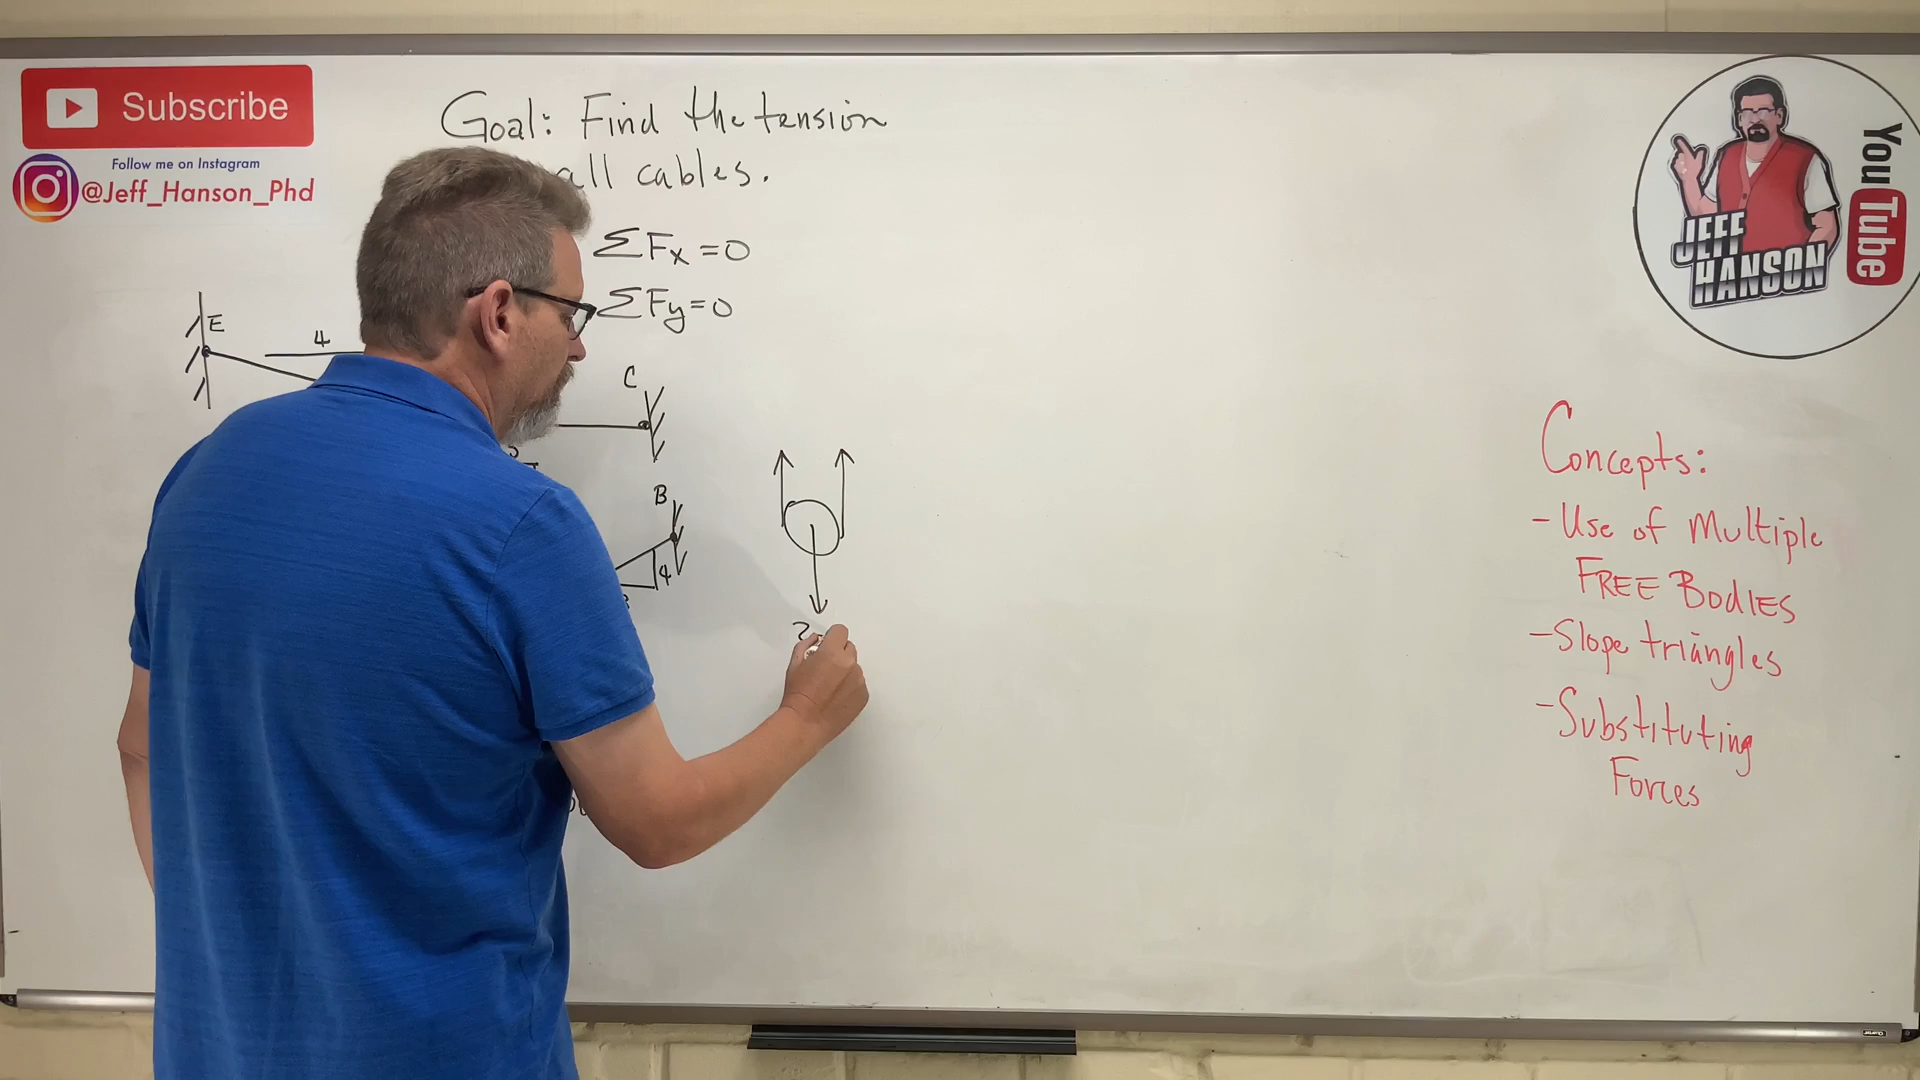 Subscribe
Follow me on Instagram
@Jeff_Hanson_Phd
Goal: Find the tension
all cables.
ΣFx = 0
ΣFy = 0
E
4
C
B
4
JEFF
HANSON
YouTube
Concepts:
- Use of Multiple
FREE BODIES
- Slope triangles
- Substituting
Forces